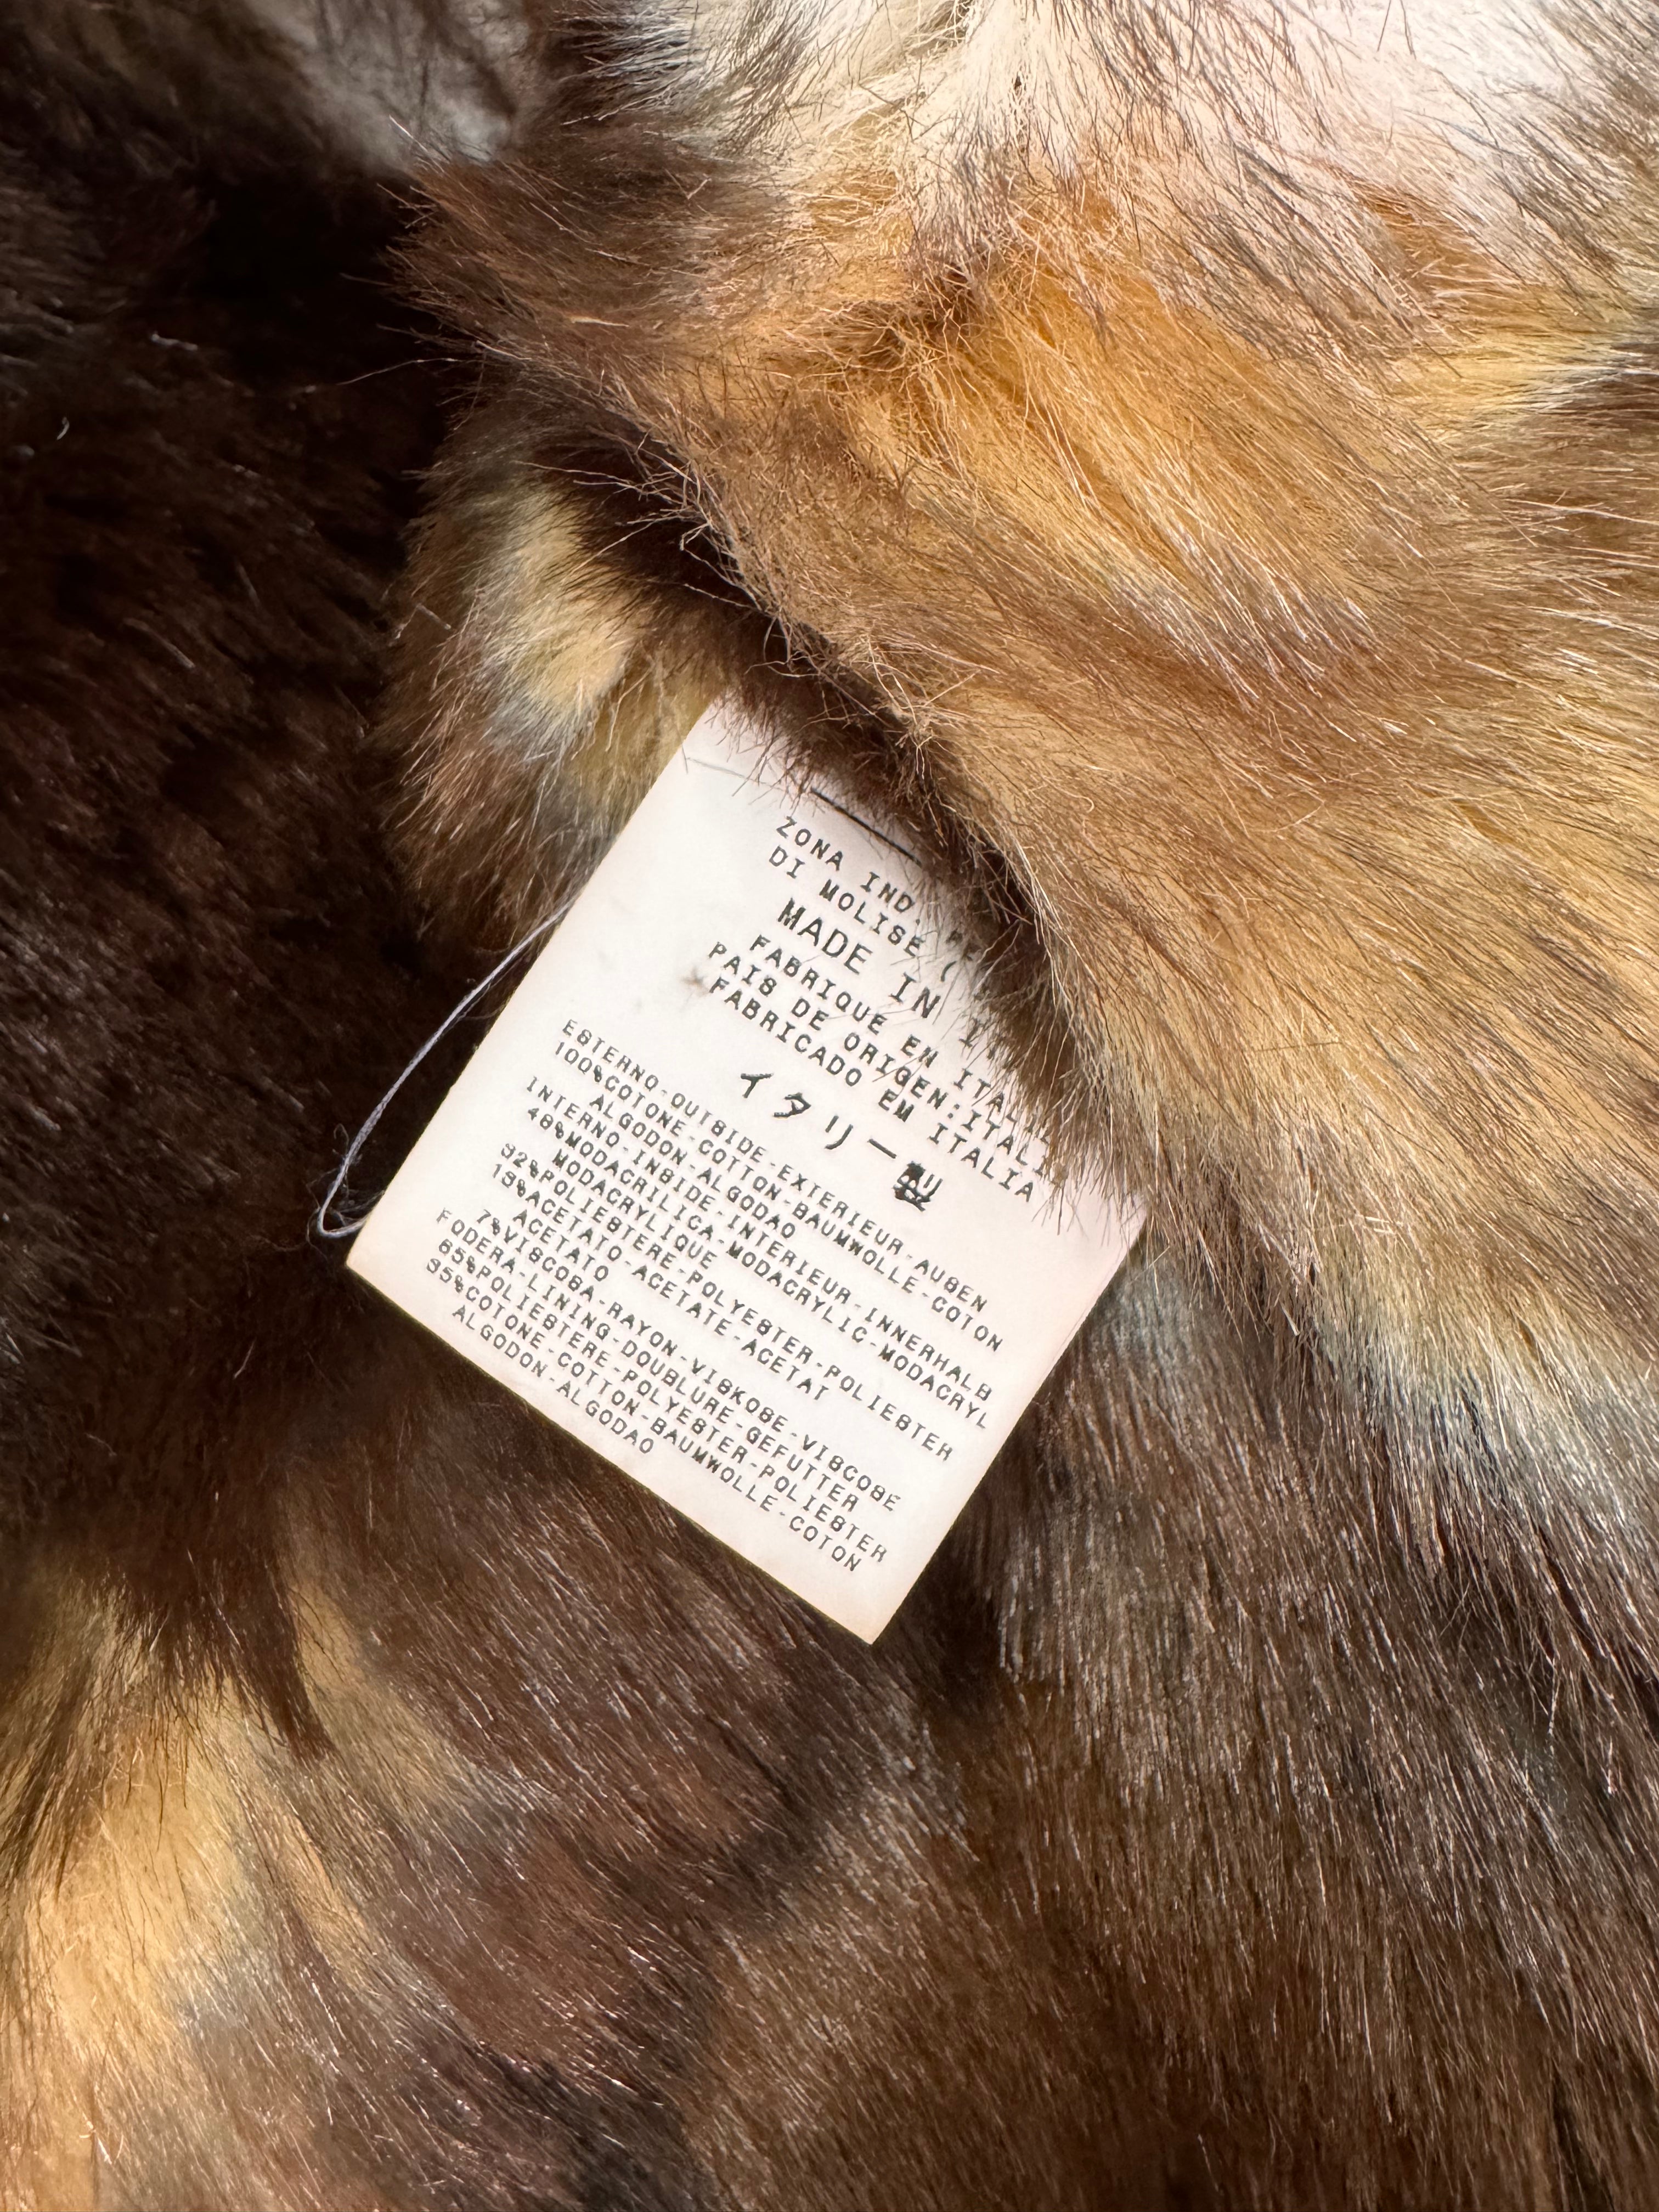 ZONA IND. PE
DI MOLISE (
MADE IN
FABRIQUE EN ITAL
PAIS DE ORIGEN:ITALI
FABRICADO EM ITALIA
イタリー製
ESTERNO-OUTSIDE-EXTERIEUR-AUSEN
100%COTONE-COTTON-BAUMWOLLE-COTON
ALGODON-ALGODAO
INTERNO-INSIDE-INTERIEUR-INNERHALB
48%MODACRILICA-MODACRYLIC-MODACRYL
MODACRYLIQUE
32%POLIESTERE-POLYESTER-POLIESTER
13%ACETATO-ACETATE-ACETAT
ACETATO
7%VISCOSA-RAYON-VISKOSE-VISCOSE
FODERA-LINING-DOUBLURE-GEFUTTER
65%POLIESTERE-POLYESTER-POLIESTER
35%COTONE-COTTON-BAUMWOLLE-COTON
ALGODON-ALGODAO